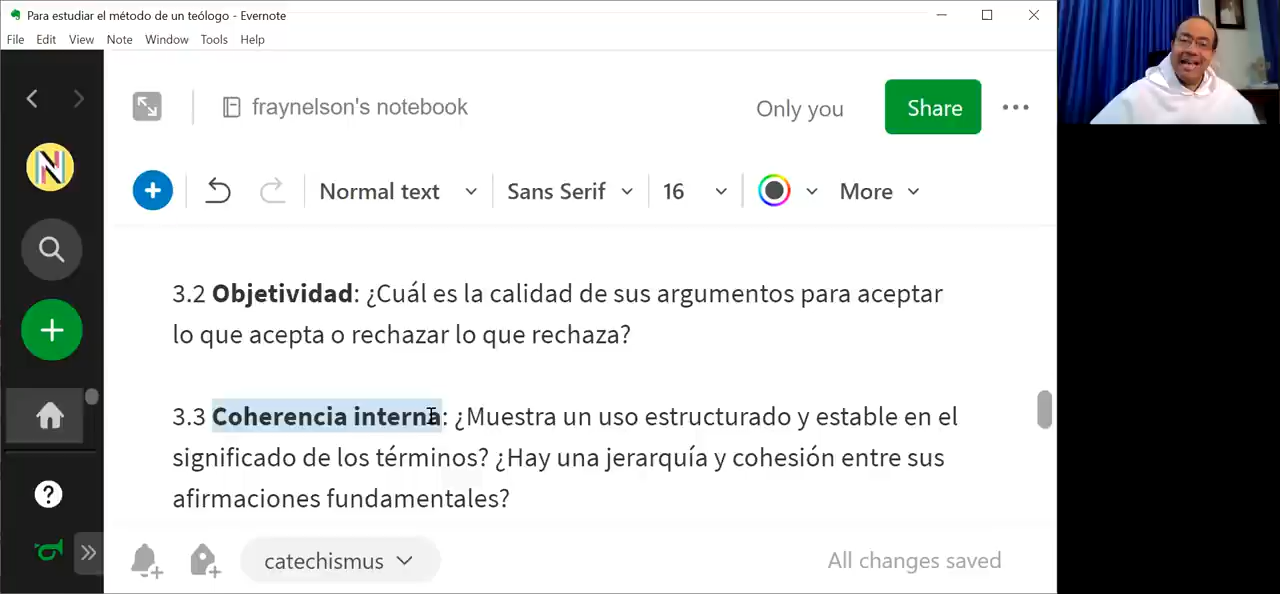 Para estudiar el método de un teólogo - Evernote
File Edit View Note Window Tools Help
fraynelson's notebook
Only you
Share
Normal text
Sans Serif
16
More
3.2 Objetividad: ¿Cuál es la calidad de sus argumentos para aceptar
lo que acepta o rechazar lo que rechaza?
3.3 Coherencia interna: ¿Muestra un uso estructurado y estable en el
significado de los términos? ¿Hay una jerarquía y cohesión entre sus
afirmaciones fundamentales?
catechismus
All changes saved